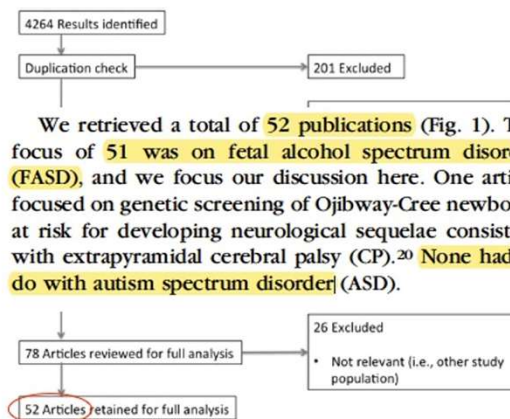 4264 Results identified
Duplication check
201 Excluded
We retrieved a total of 52 publications (Fig. 1).
focus of 51 was on fetal alcohol spectrum
(FASD), and we focus our discussion here. One
focused on genetic screening of Ojibway-Cree
at risk for developing neurological sequelae
with extrapyramidal cerebral palsy (CP).20 None had
do with autism spectrum disorder (ASD).
26 Excluded
78 Articles reviewed for full analysis
• Not relevant (i.e., other study
population)
52 Articles retained for full analysis